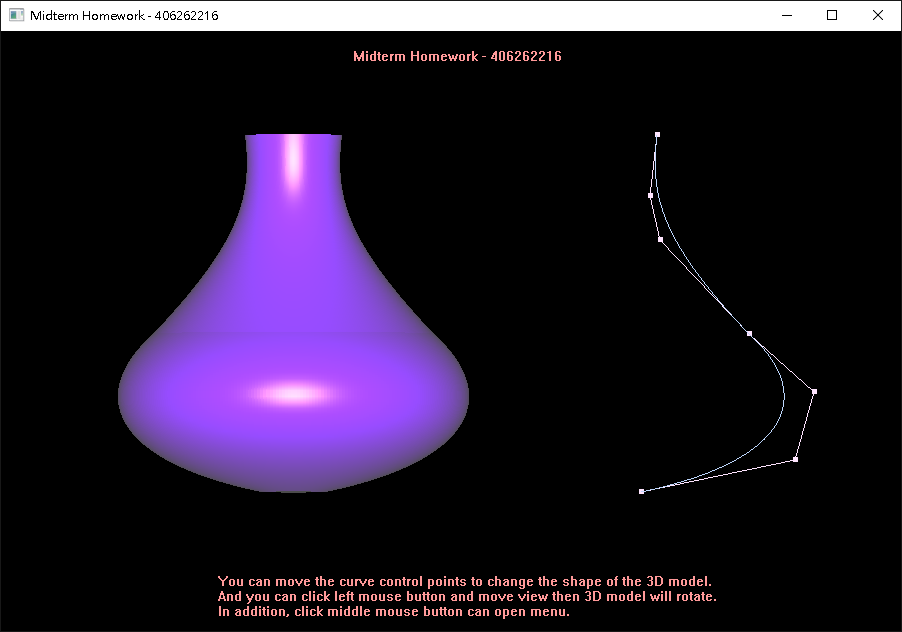 Midterm Homework - 406262216
Midterm Homework - 406262216
You can move the curve control points to change the shape of the 3D model.
And you can click left mouse button and move view then 3D model will rotate.
In addition, click middle mouse button can open menu.